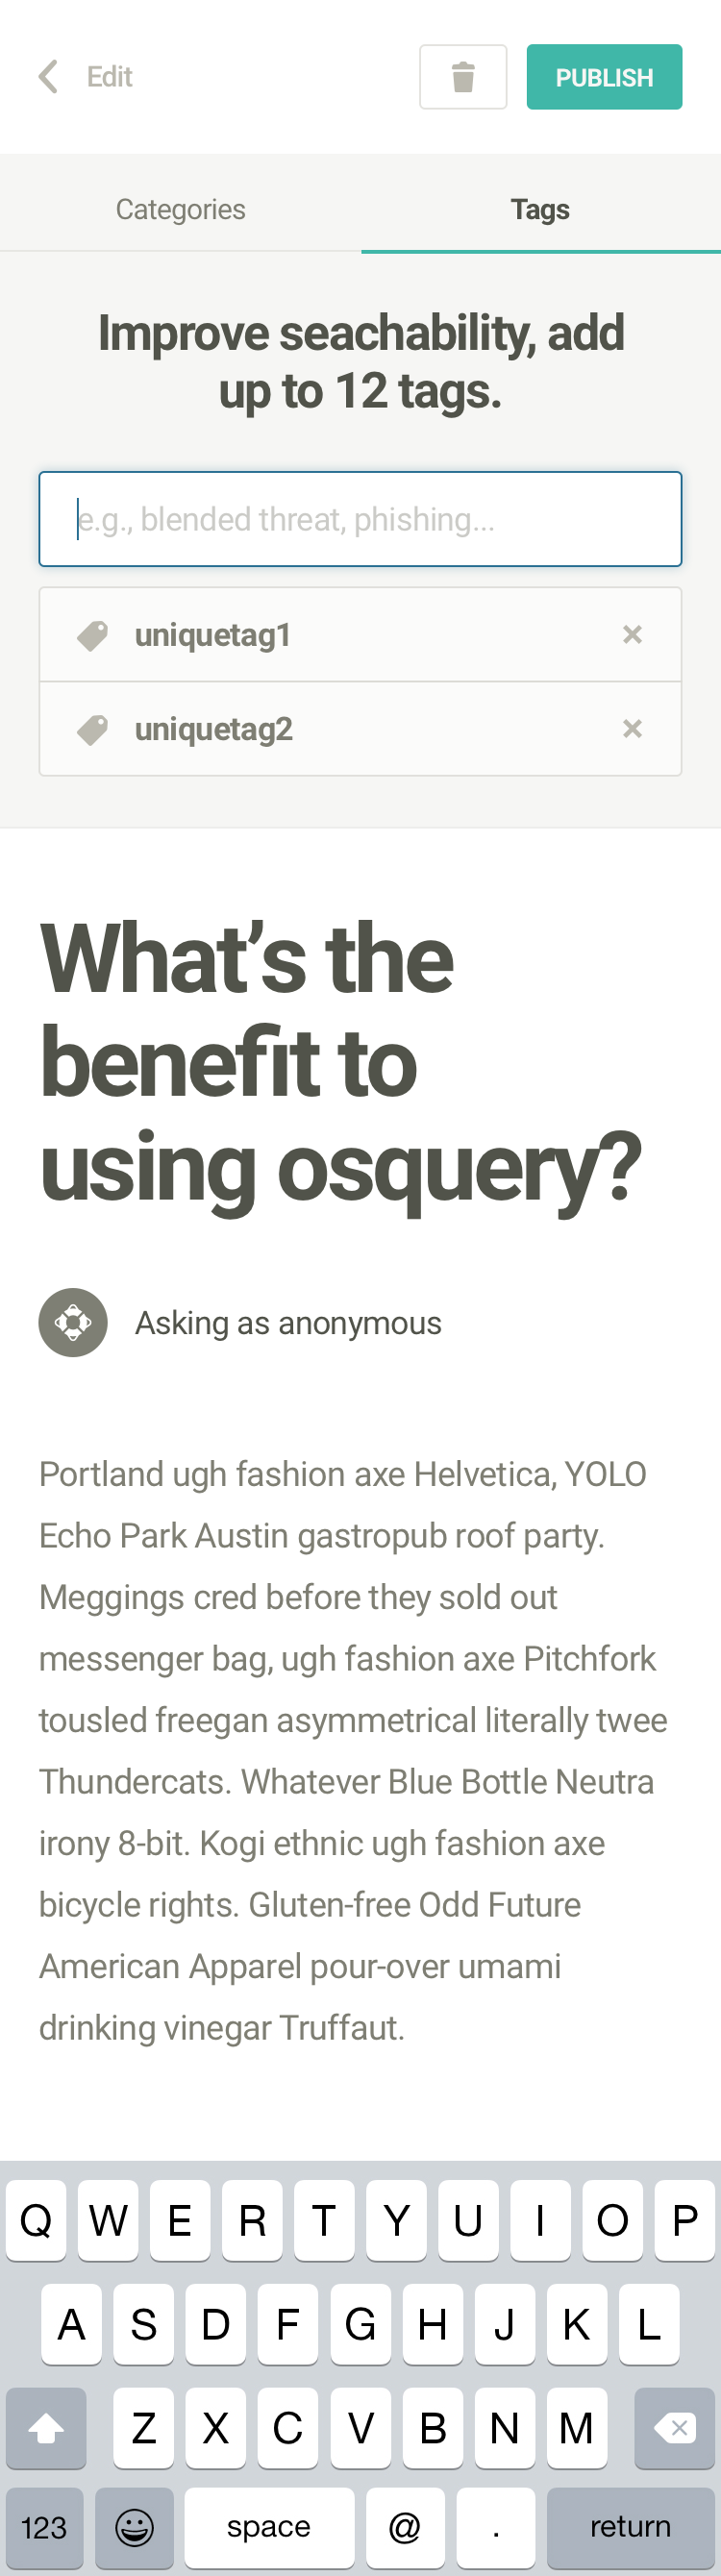 Edit
PUBLISH
Categories
Tags
Improve seachability, add
up to 12 tags.
e.g., blended threat, phishing...
uniquetag1
uniquetag2
What’s the
benefit to
using osquery?
Asking as anonymous
Portland ugh fashion axe Helvetica, YOLO
Echo Park Austin gastropub roof party.
Meggings cred before they sold out
messenger bag, ugh fashion axe Pitchfork
tousled freegan asymmetrical literally twee
Thundercats. Whatever Blue Bottle Neutra
irony 8-bit. Kogi ethnic ugh fashion axe
bicycle rights. Gluten-free Odd Future
American Apparel pour-over umami
drinking vinegar Truffaut.
Q W E R T Y U I O P
A S D F G H J K L
Z X C V B N M
123 space @ . return